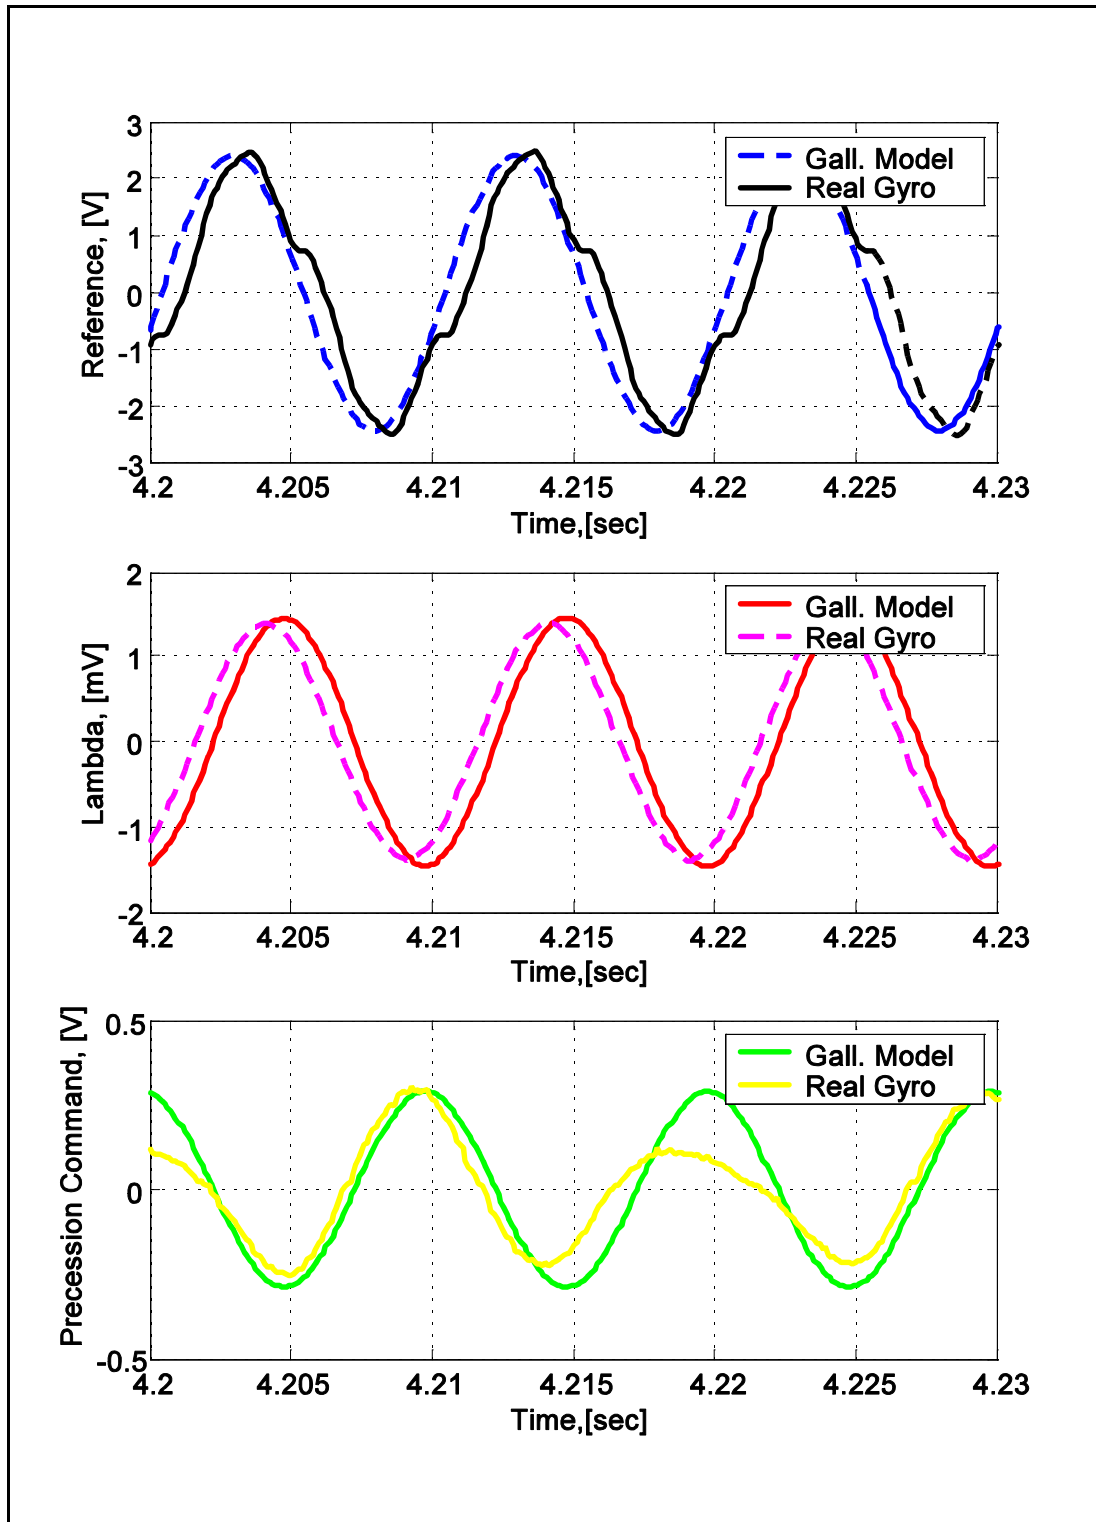 3
2
1
0
-1
-2
-3
Reference, [V]
Gall. Model
Real Gyro
4.2 4.205 4.21 4.215 4.22 4.225 4.23
Time,[sec]
2
1
0
-1
-2
Lambda, [mV]
Gall. Model
Real Gyro
4.2 4.205 4.21 4.215 4.22 4.225 4.23
Time,[sec]
0.5
0
-0.5
Precession Command, [V]
Gall. Model
Real Gyro
4.2 4.205 4.21 4.215 4.22 4.225 4.23
Time,[sec]